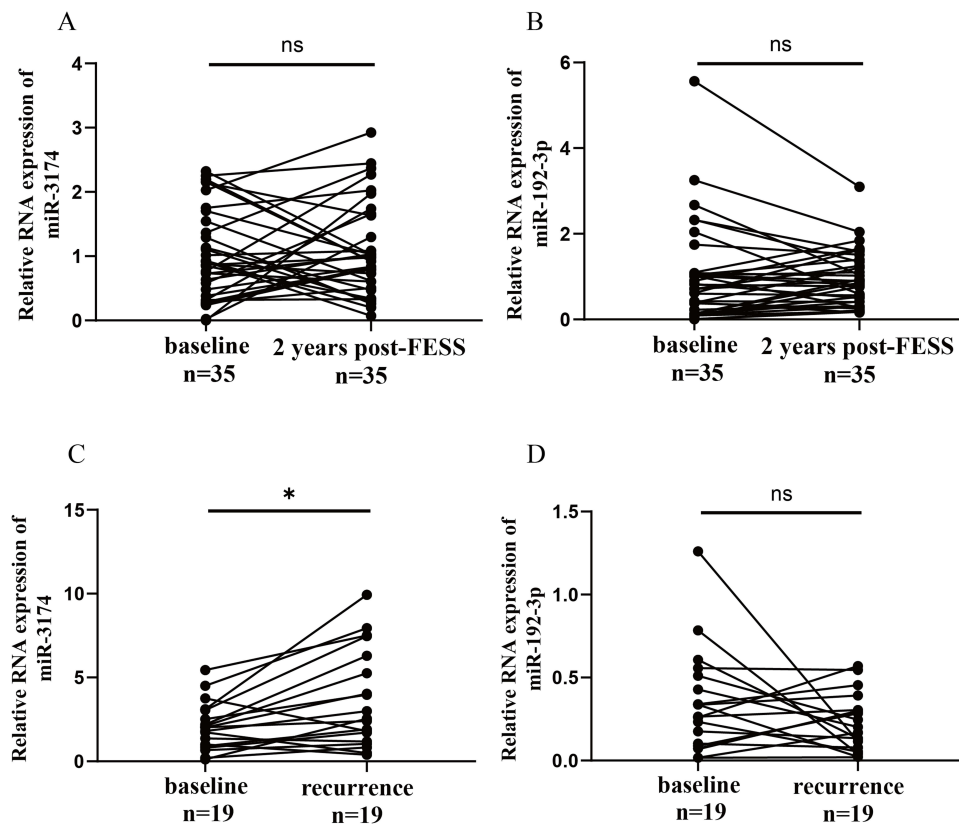 A
ns
Relative RNA expression of
miR-3174
4
3
2
1
0
baseline
n=35
2 years post-FESS
n=35
B
ns
Relative RNA expression of
miR-192-3p
6
4
2
0
baseline
n=35
2 years post-FESS
n=35
C
*
Relative RNA expression of
miR-3174
15
10
5
0
baseline
n=19
recurrence
n=19
D
ns
Relative RNA expression of
miR-192-3p
1.5
1.0
0.5
0.0
baseline
n=19
recurrence
n=19